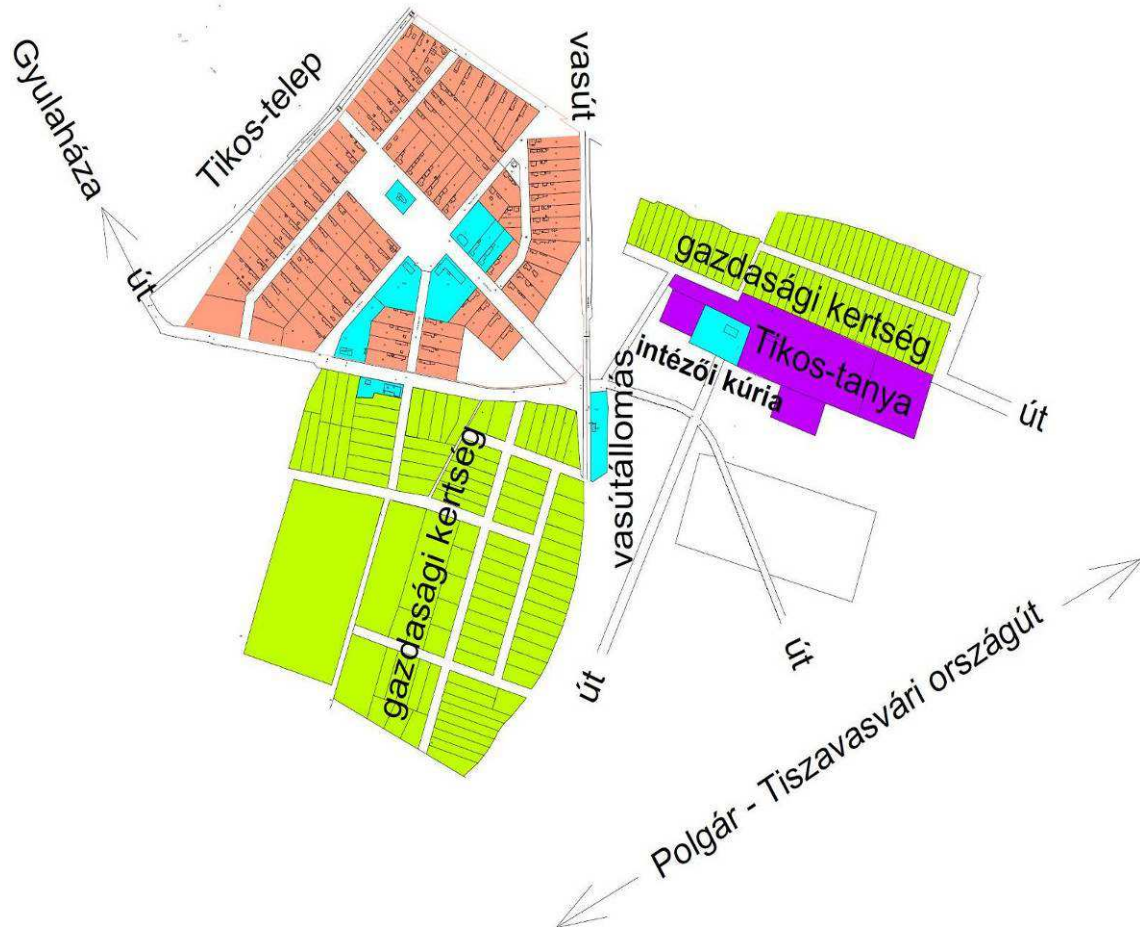 Gyulaháza
Tikos-telep
vasút
út
gazdasági kertség
Tikos-tanya
intézői kúria
út
vasútállomás
gazdasági kertség
út
út
Polgár - Tiszavasvári országút